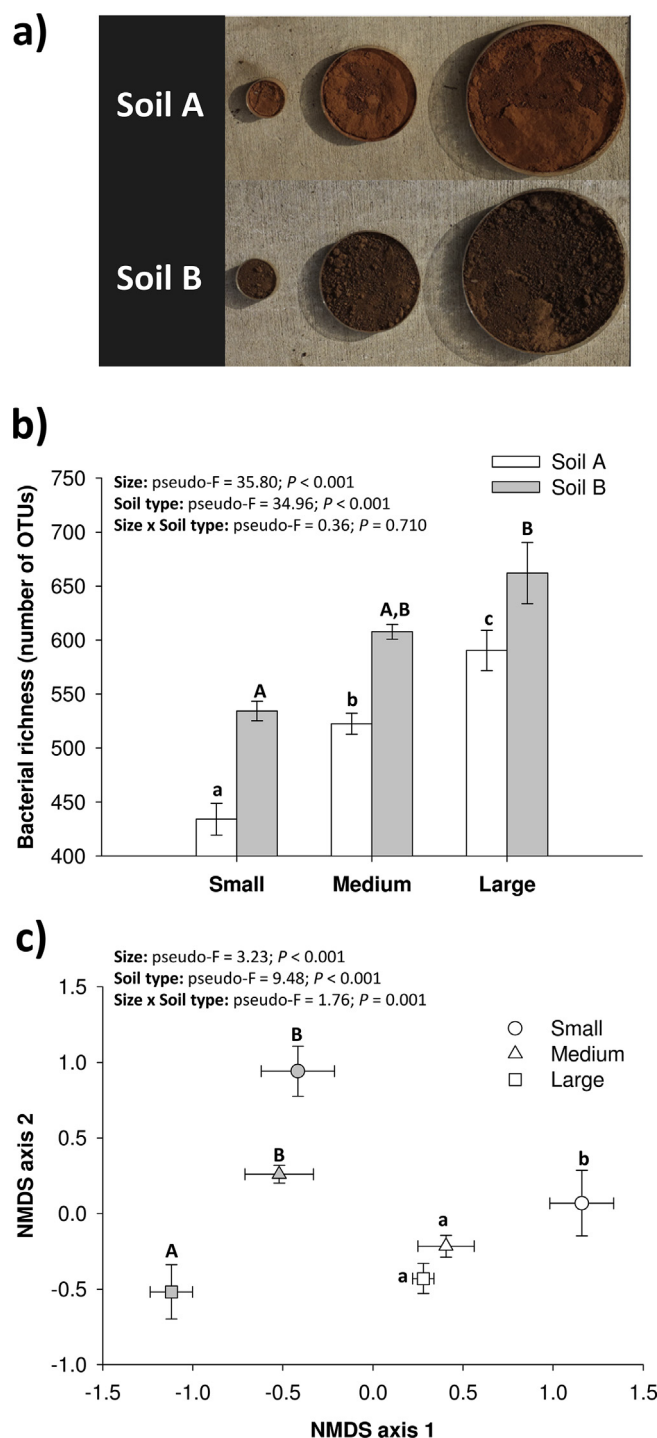 a)
Soil A
Soil B
b)
Bacterial richness (number of OTUs)
750
700
650
600
550
500
450
400
Size: pseudo-F = 35.80; P < 0.001
Soil type: pseudo-F = 34.96; P < 0.001
Size x Soil type: pseudo-F = 0.36; P = 0.710
Soil A
Soil B
a
A
b
A,B
c
B
Small
Medium
Large
c)
Size: pseudo-F = 3.23; P < 0.001
Soil type: pseudo-F = 9.48; P < 0.001
Size x Soil type: pseudo-F = 1.76; P = 0.001
Small
Medium
Large
NMDS axis 2
1.5
1.0
0.5
0.0
-0.5
-1.0
B
B
A
a
a
b
-1.5
-1.0
-0.5
0.0
0.5
1.0
1.5
NMDS axis 1